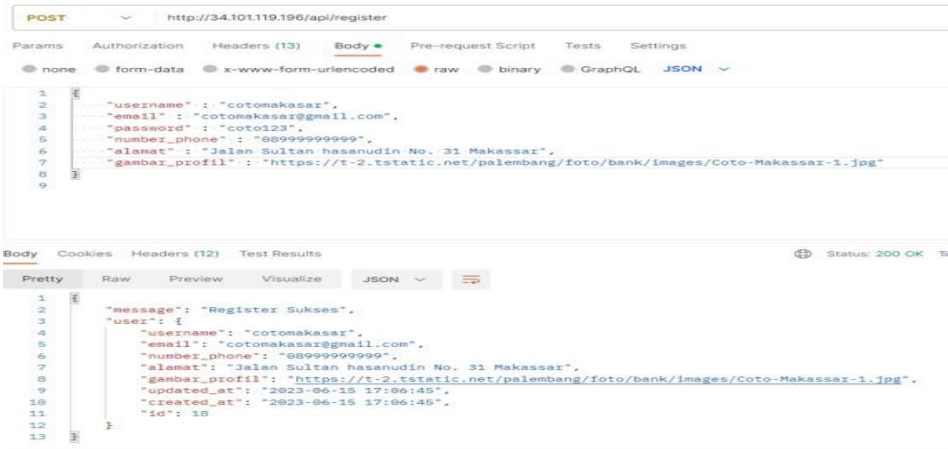 POST http://34.101.119.196/api/register
Params Authorization Headers (13) Body Pre-request Script Tests Settings
none form-data x-www-form-urlencoded raw binary GraphQL JSON
1 {
2 "username" : "cotomakasar",
3 "email" : "cotomakasar@gmail.com",
4 "password" : "coto123",
5 "number_phone" : "08999999999",
6 "alamat" : "Jalan Sultan hasanudin No. 31 Makassar",
7 "gambar_profil" : "https://t-2.tstatic.net/palembang/foto/bank/images/Coto-Makassar-1.jpg"
8 }
9
Body Cookies Headers (12) Test Results Status: 200 OK
Pretty Raw Preview Visualize JSON
1 {
2 "message": "Register Sukses",
3 "user": {
4 "username": "cotomakasar",
5 "email": "cotomakasar@gmail.com",
6 "number_phone": "08999999999",
7 "alamat": "Jalan Sultan hasanudin No. 31 Makassar",
8 "gambar_profil": "https://t-2.tstatic.net/palembang/foto/bank/images/Coto-Makassar-1.jpg",
9 "updated_at": "2023-06-15 17:06:45",
10 "created_at": "2023-06-15 17:06:45",
11 "id": 18
12 }
13 }